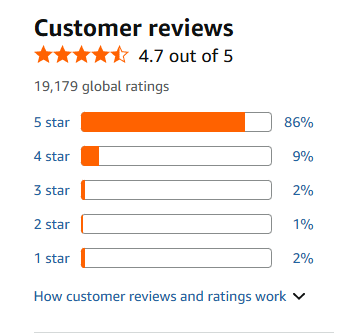 Customer reviews
4.7 out of 5
19,179 global ratings
5 star 86%
4 star 9%
3 star 2%
2 star 1%
1 star 2%
How customer reviews and ratings work